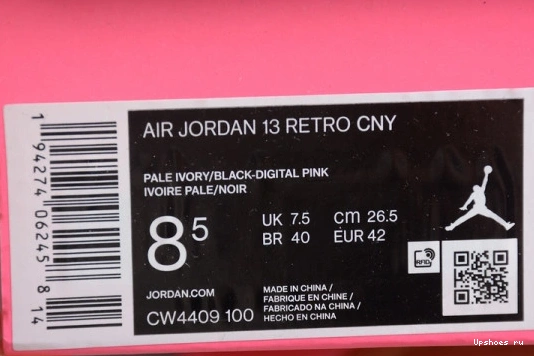 AIR JORDAN 13 RETRO CNY
PALE IVORY/BLACK-DIGITAL PINK
IVOIRE PALE/NOIR
8 5
UK 7.5 cm 26.5
BR 40 EUR 42
RFID
JORDAN.COM
CW4409 100
MADE IN CHINA /
FABRIQUE EN CHINE /
FABRICADO NA CHINA /
HECHO EN CHINA
1 94274 06245 8 14
Upshoes ru